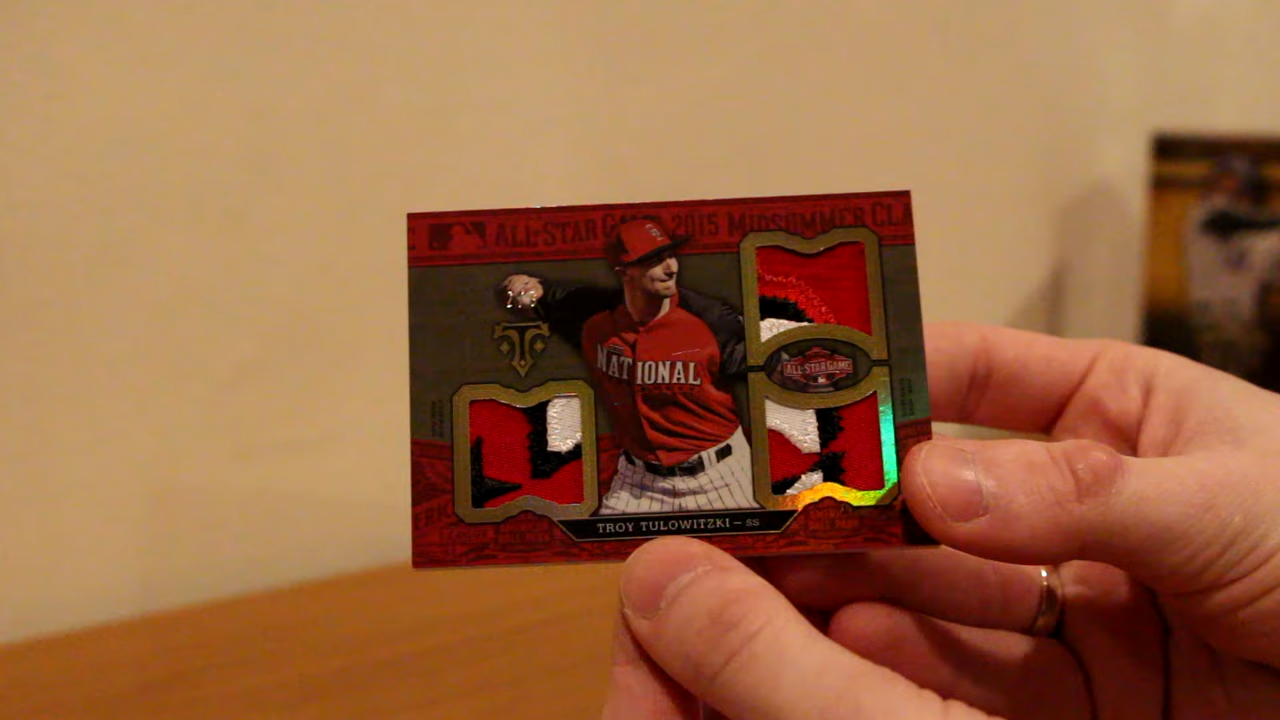 ALL-STAR GAME 2015 MIDSUMMER CLA
NATIONAL
ALL-STAR GAME
TROY TULOWITZKI – SS